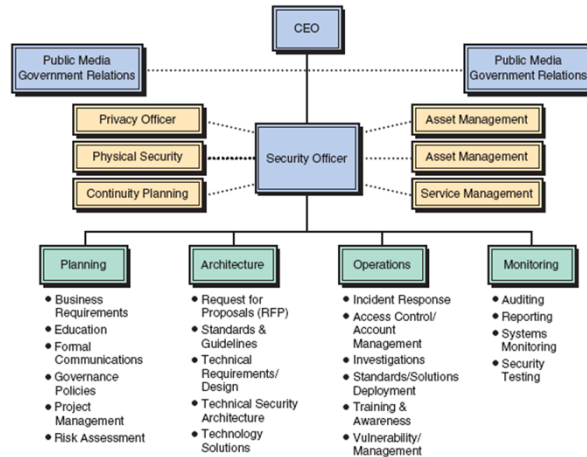 CEO
Public Media
Government Relations
Public Media
Government Relations
Privacy Officer
Asset Management
Physical Security
Security Officer
Asset Management
Continuity Planning
Service Management
Planning
Architecture
Operations
Monitoring
• Business
Requirements
• Education
• Formal
Communications
• Governance
Policies
• Project
Management
• Risk Assessment
• Request for
Proposals (RFP)
• Standards &
Guidelines
• Technical
Requirements/
Design
• Technical Security
Architecture
• Technology
Solutions
• Incident Response
• Access Control/
Account
Management
• Investigations
• Standards/Solutions
Deployment
• Training &
Awareness
• Vulnerability/
Management
• Auditing
• Reporting
• Systems
Monitoring
• Security
Testing